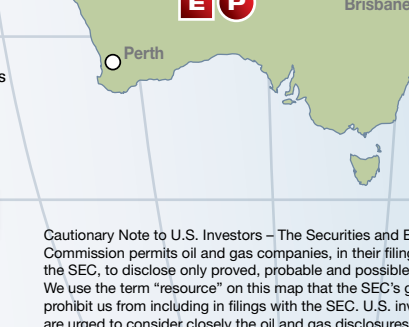 E P
Brisbane
Perth
s
Cautionary Note to U.S. Investors – The Securities and E
Commission permits oil and gas companies, in their filing
the SEC, to disclose only proved, probable and possible
We use the term “resource” on this map that the SEC’s g
prohibit us from including in filings with the SEC. U.S. inv
are urged to consider closely the oil and gas disclosures